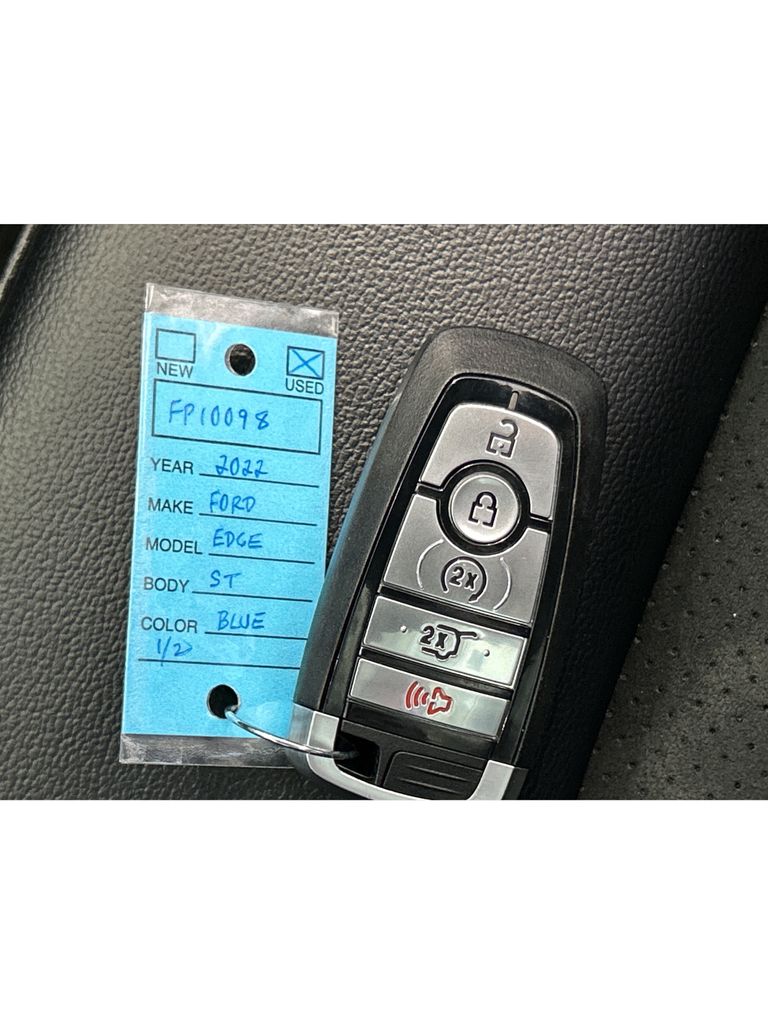 NEW
USED
FP10098
YEAR 2022
MAKE FORD
MODEL EDGE
BODY ST
COLOR BLUE
1/2
2x
2x